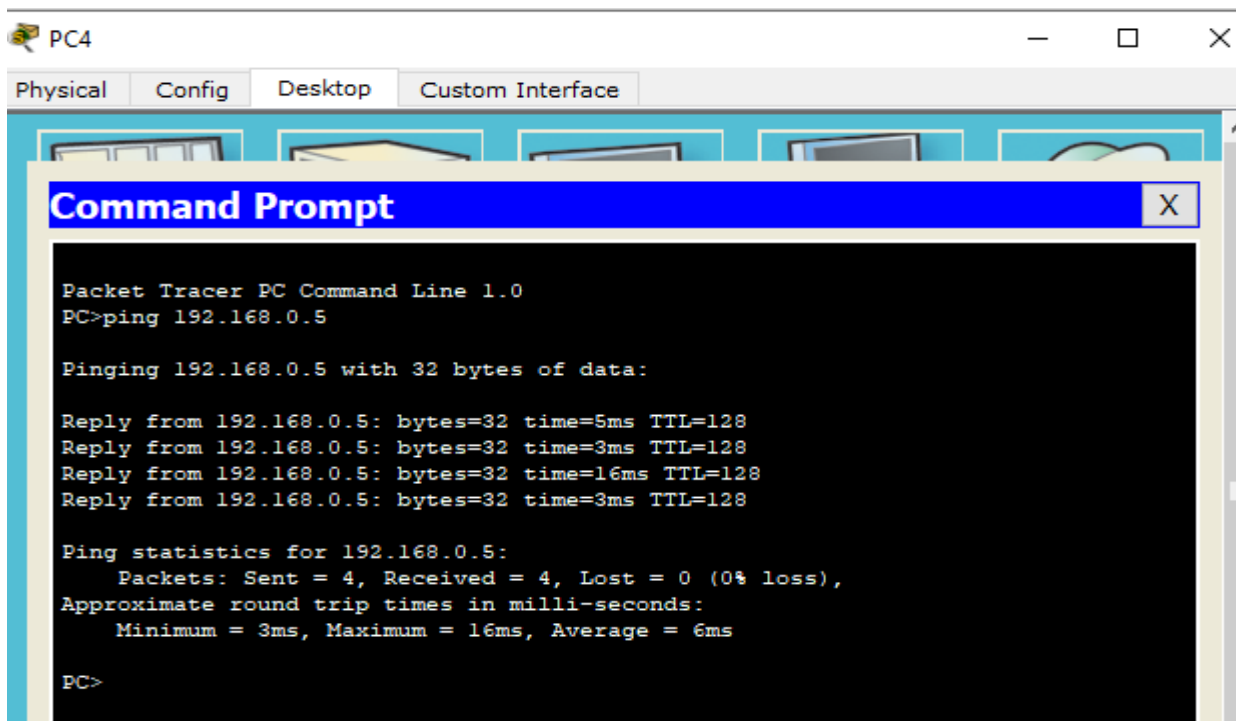 PC4
Physical Config Desktop Custom Interface
Command Prompt X
Packet Tracer PC Command Line 1.0
PC>ping 192.168.0.5
Pinging 192.168.0.5 with 32 bytes of data:
Reply from 192.168.0.5: bytes=32 time=5ms TTL=128
Reply from 192.168.0.5: bytes=32 time=3ms TTL=128
Reply from 192.168.0.5: bytes=32 time=16ms TTL=128
Reply from 192.168.0.5: bytes=32 time=3ms TTL=128
Ping statistics for 192.168.0.5:
Packets: Sent = 4, Received = 4, Lost = 0 (0% loss),
Approximate round trip times in milli-seconds:
Minimum = 3ms, Maximum = 16ms, Average = 6ms
PC>